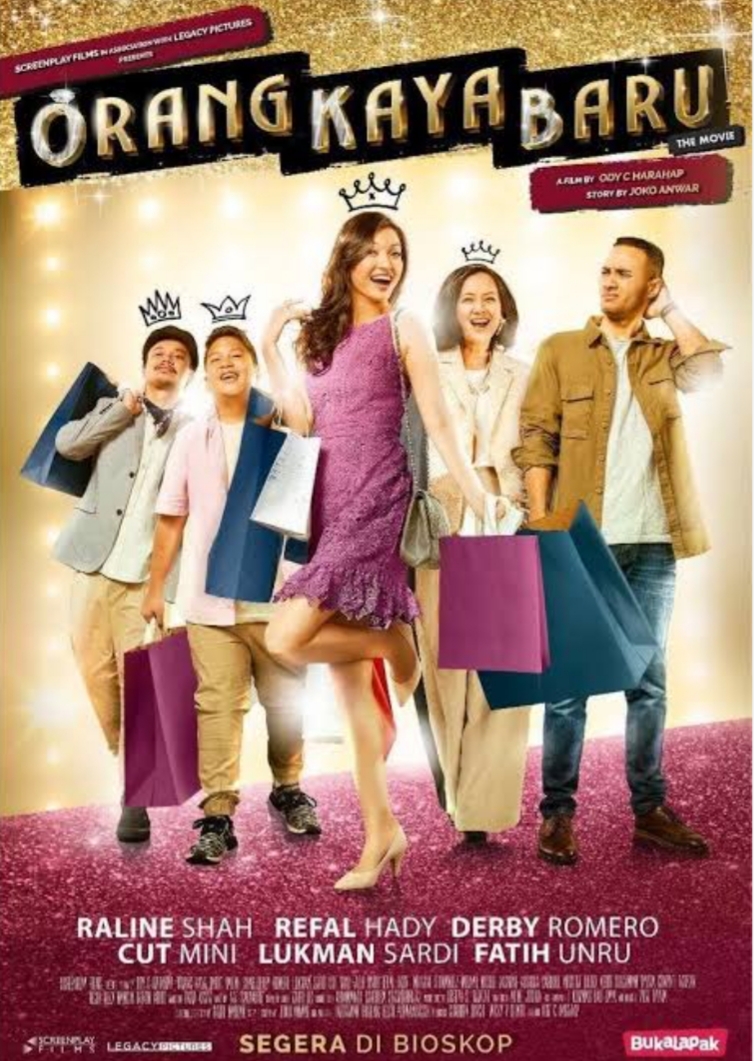 SCREENPLAY FILMS IN ASSOCIATION WITH LEGACY PICTURES
PRESENTS
ORANG KAYA BARU
THE MOVIE
A FILM BY ODY C HARAHAP
STORY BY JOKO ANWAR
RALINE SHAH REFAL HADY DERBY ROMERO
CUT MINI LUKMAN SARDI FATIH UNRU
SCREENPLAY FILMS
LEGACYPICTURES
SEGERA DI BIOSKOP
BUKALAPAK